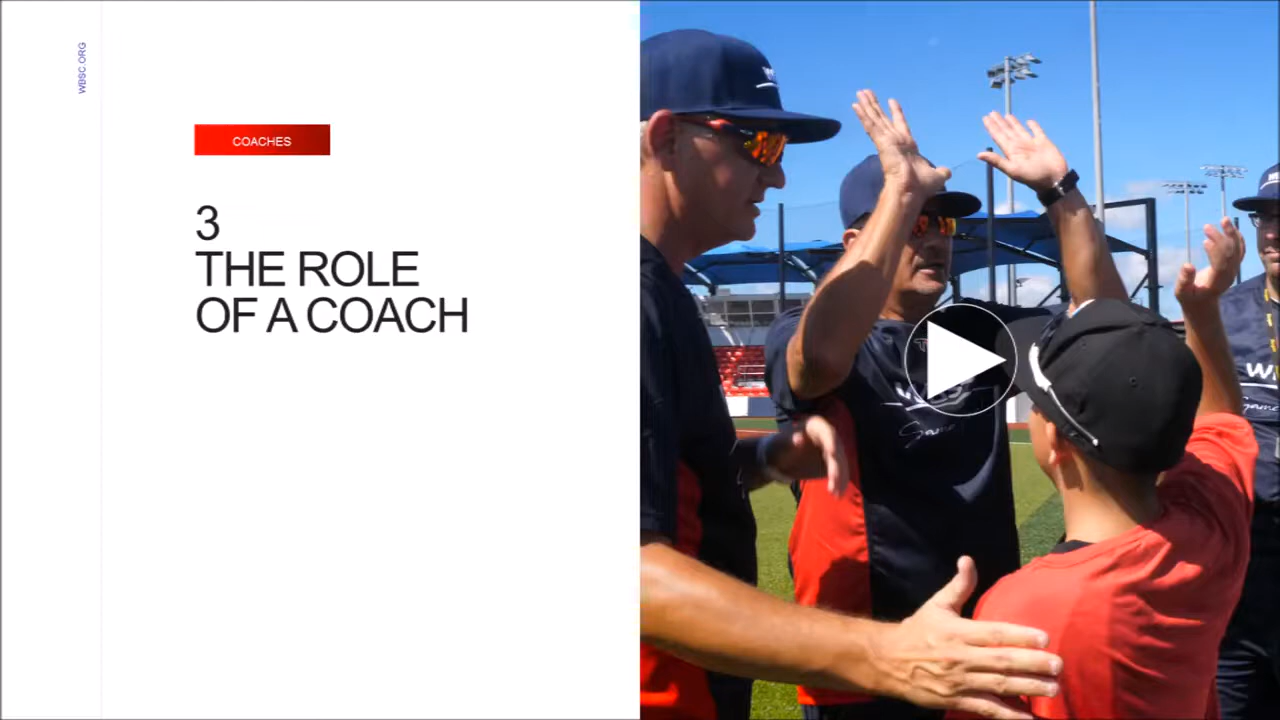 WBSC.ORG
COACHES
3
THE ROLE
OF A COACH